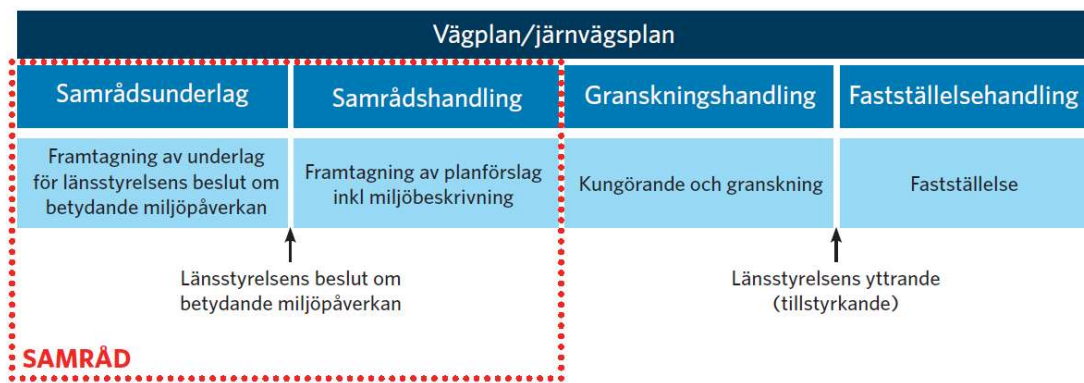 Vägplan/järnvägsplan
Samrådsunderlag
Samrådshandling
Granskningshandling
Fastställelsehandling
Framtagning av underlag
för länsstyrelsens beslut om
betydande miljöpåverkan
Framtagning av planförslag
inkl miljöbeskrivning
Kungörande och granskning
Fastställelse
Länsstyrelsens beslut om
betydande miljöpåverkan
Länsstyrelsens yttrande
(tillstyrkande)
SAMRÅD